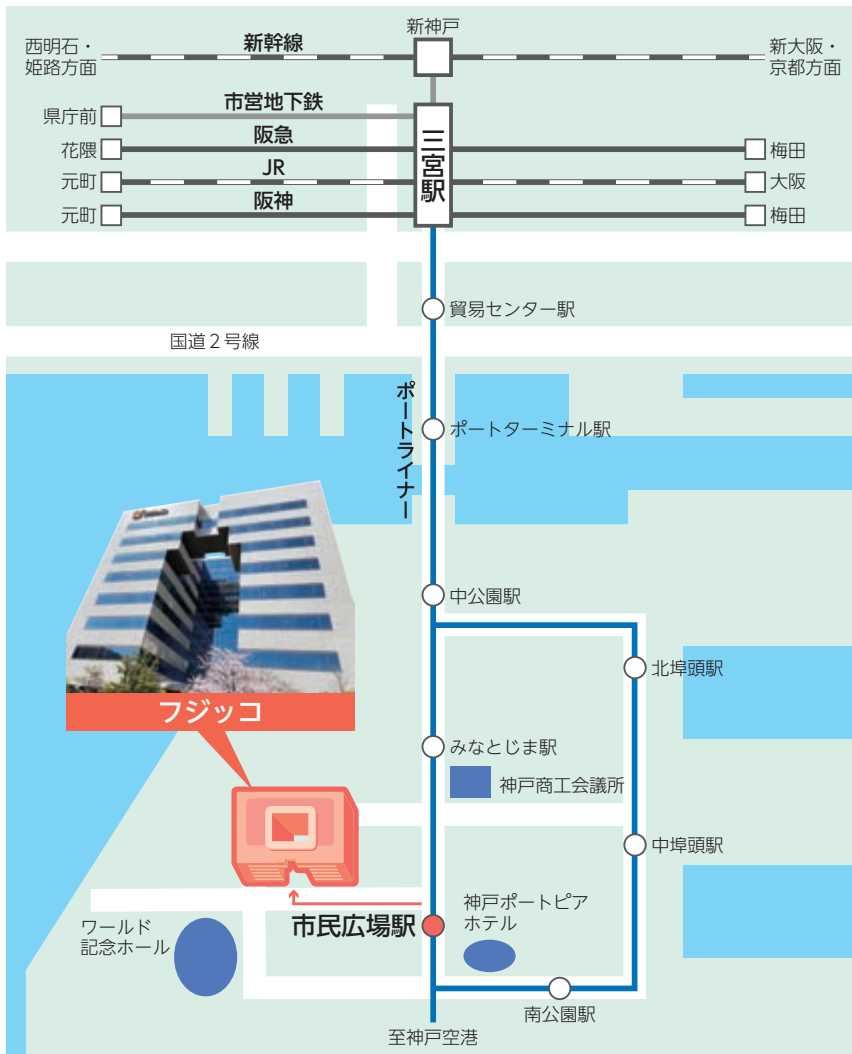 新神戸
西明石・
姫路方面
新幹線
新大阪・
京都方面
県庁前
市営地下鉄
三宮駅
花隈
阪急
梅田
元町
JR
大阪
元町
阪神
梅田
貿易センター駅
国道2号線
ポートライナー
ポートターミナル駅
中公園駅
北埠頭駅
フジッコ
みなとじま駅
神戸商工会議所
中埠頭駅
神戸ポートピア
ホテル
市民広場駅
ワールド
記念ホール
南公園駅
至神戸空港